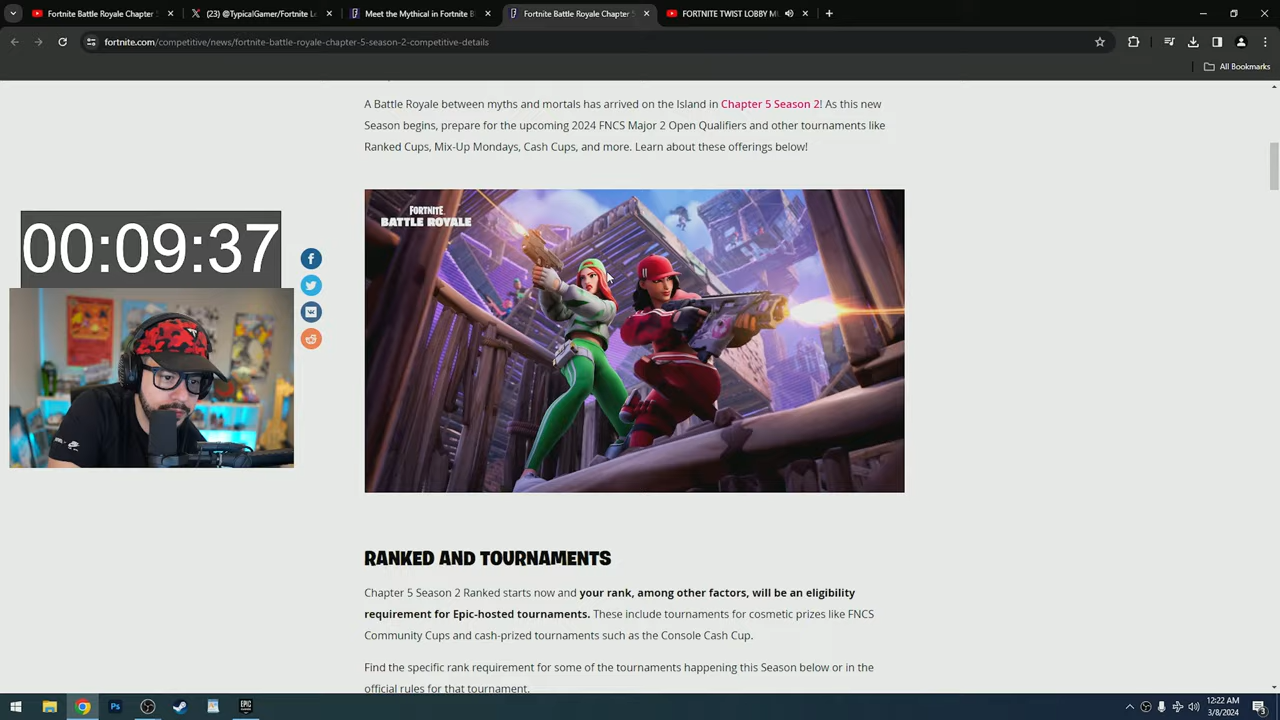 Fortnite Battle Royale Chapter
(23) @TypicalGamer/Fortnite L
Meet the Mythical in Fortnite B
Fortnite Battle Royale Chapter 5
FORTNITE TWIST LOBBY M
fortnite.com/competitive/news/fortnite-battle-royale-chapter-5-season-2-competitive-details
All Bookmarks
A Battle Royale between myths and mortals has arrived on the Island in Chapter 5 Season 2! As this new
Season begins, prepare for the upcoming 2024 FNCS Major 2 Open Qualifiers and other tournaments like
Ranked Cups, Mix-Up Mondays, Cash Cups, and more. Learn about these offerings below!
FORTNITE
BATTLE ROYALE
00:09:37
RANKED AND TOURNAMENTS
Chapter 5 Season 2 Ranked starts now and your rank, among other factors, will be an eligibility
requirement for Epic-hosted tournaments. These include tournaments for cosmetic prizes like FNCS
Community Cups and cash-prized tournaments such as the Console Cash Cup.
Find the specific rank requirement for some of the tournaments happening this Season below or in the
official rules for that tournament.
12:22 AM
3/8/2024